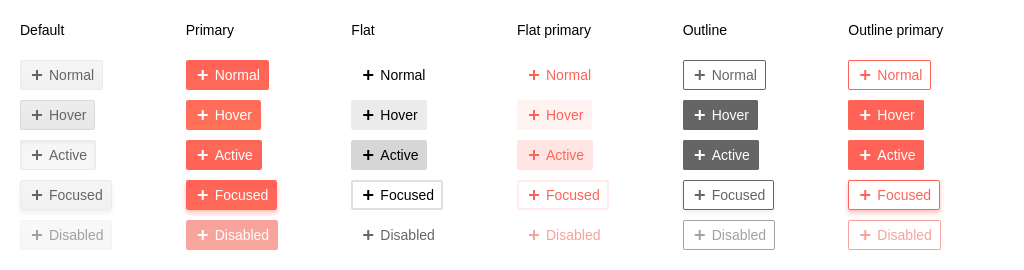 Default Primary Flat Flat primary Outline Outline primary
Normal Normal Normal Normal Normal Normal
Hover Hover Hover Hover Hover Hover
Active Active Active Active Active Active
Focused Focused Focused Focused Focused Focused
Disabled Disabled Disabled Disabled Disabled Disabled